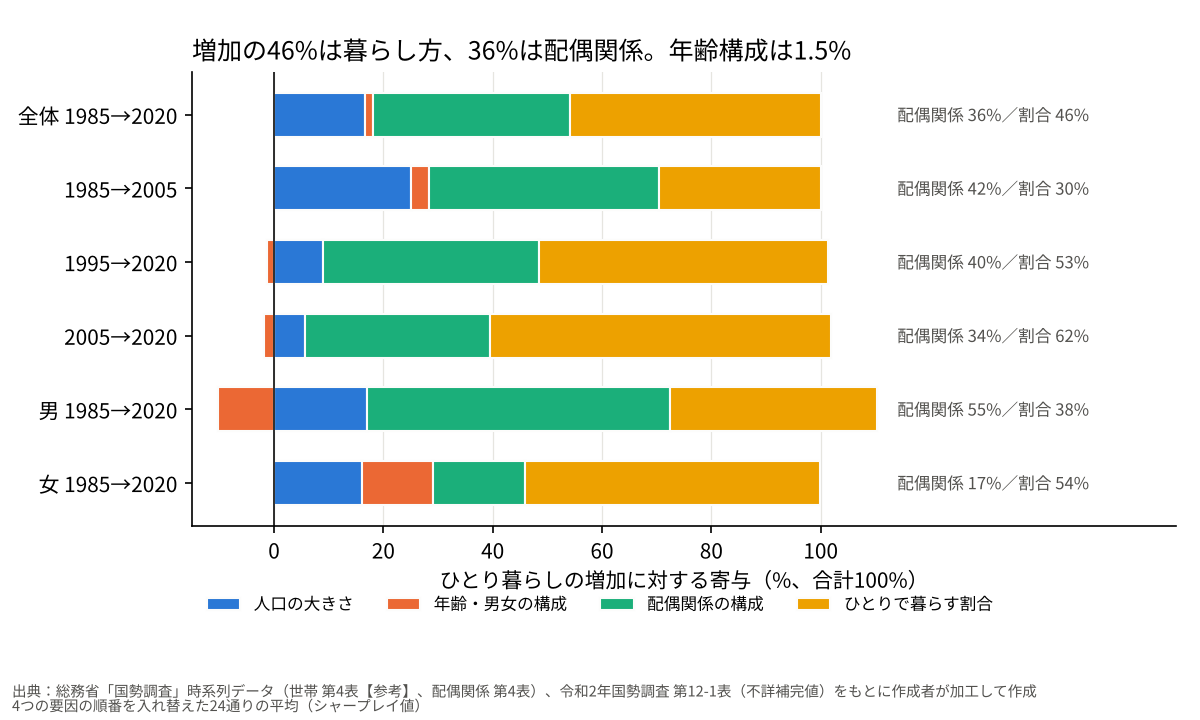 増加の46%は暮らし方、36%は配偶関係。年齢構成は1.5%
全体 1985→2020
配偶関係 36%／割合 46%
1985→2005
配偶関係 42%／割合 30%
1995→2020
配偶関係 40%／割合 53%
2005→2020
配偶関係 34%／割合 62%
男 1985→2020
配偶関係 55%／割合 38%
女 1985→2020
配偶関係 17%／割合 54%
0 20 40 60 80 100
ひとり暮らしの増加に対する寄与（%、合計100%）
人口の大きさ 年齢・男女の構成 配偶関係の構成 ひとりで暮らす割合
出典：総務省「国勢調査」時系列データ（世帯 第4表【参考】、配偶関係 第4表）、令和2年国勢調査 第12-1表（不詳補完値）をもとに作成者が加工して作成
4つの要因の順番を入れ替えた24通りの平均（シャープレイ値）